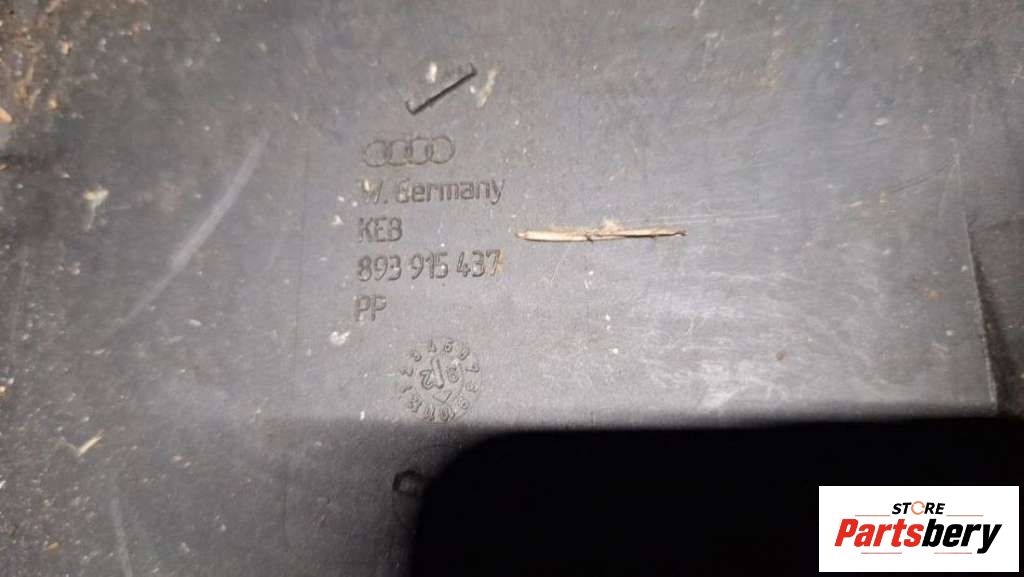 W. Germany
KEB
893 915 437
PP
STORE
Partsbery